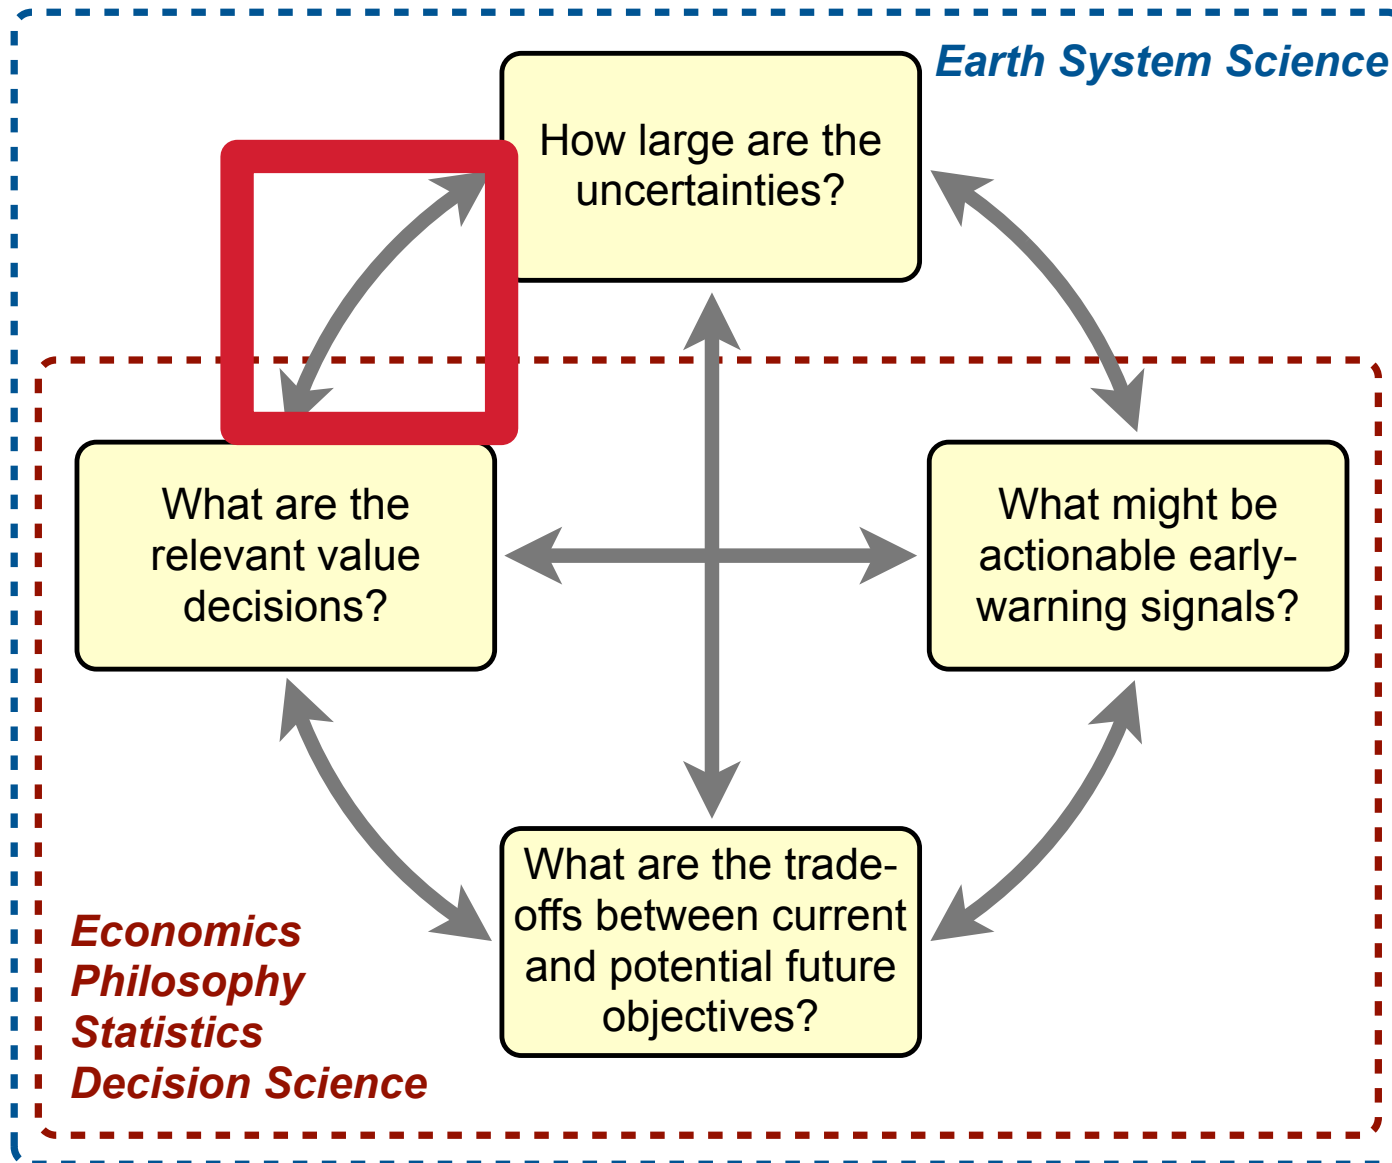 Earth System Science
How large are the
uncertainties?
What are the
relevant value
decisions?
What might be
actionable early-
warning signals?
What are the trade-
offs between current
and potential future
objectives?
Economics
Philosophy
Statistics
Decision Science